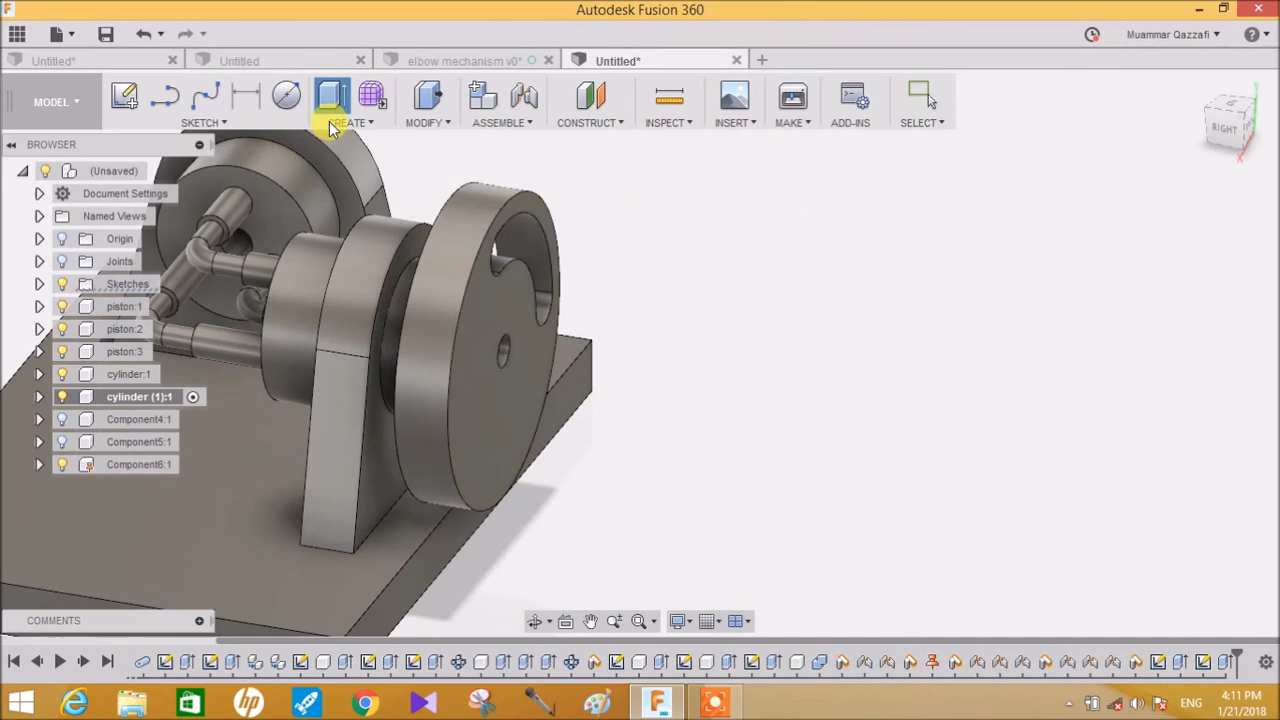 Autodesk Fusion 360
Muammar Qazzafi
Untitled*
Untitled
elbow mechanism v0*
Untitled*
MODEL
SKETCH
CREATE
MODIFY
ASSEMBLE
CONSTRUCT
INSPECT
INSERT
MAKE
ADD-INS
SELECT
RIGHT
BROWSER
(Unsaved)
Document Settings
Named Views
Origin
Joints
Sketches
piston:1
piston:2
piston:3
cylinder:1
cylinder (1):1
Component4:1
Component5:1
Component6:1
COMMENTS
ENG
4:11 PM
1/21/2018